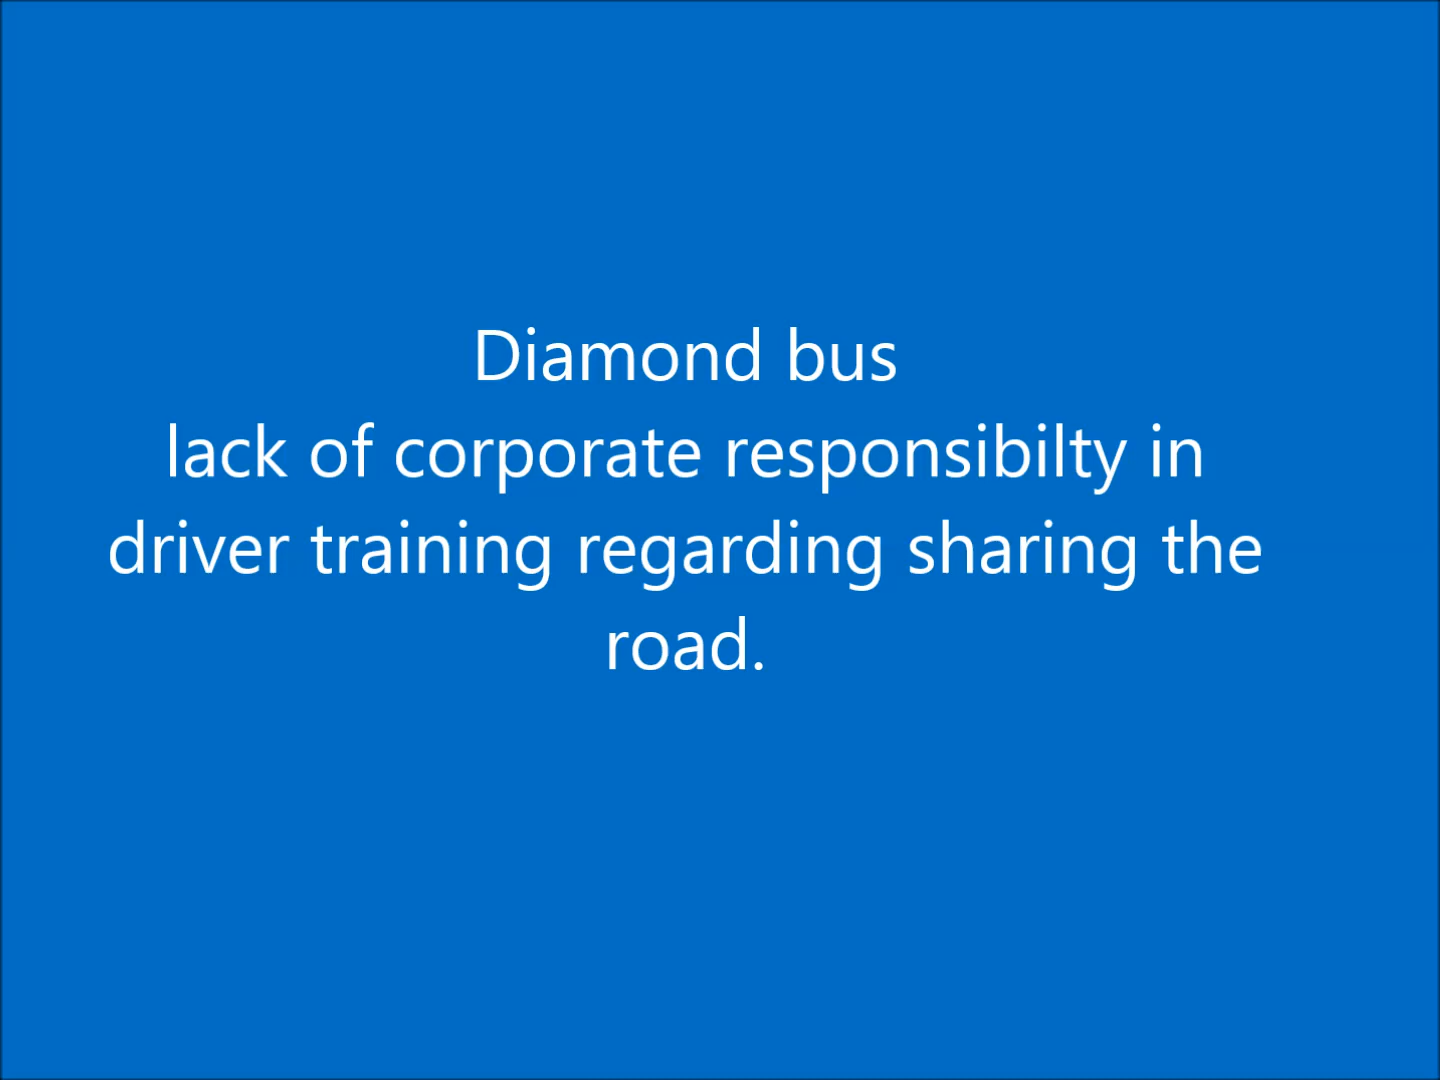 Diamond bus
lack of corporate responsibilty in
driver training regarding sharing the
road.